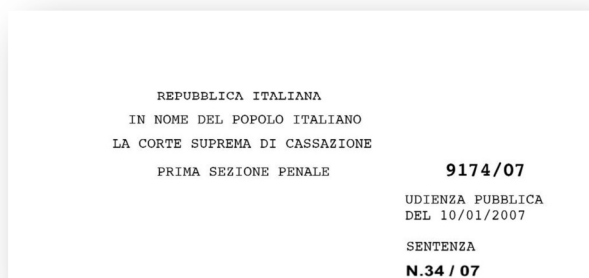 REPUBBLICA ITALIANA
IN NOME DEL POPOLO ITALIANO
LA CORTE SUPREMA DI CASSAZIONE
PRIMA SEZIONE PENALE
9174/07
UDIENZA PUBBLICA
DEL 10/01/2007
SENTENZA
N.34 / 07